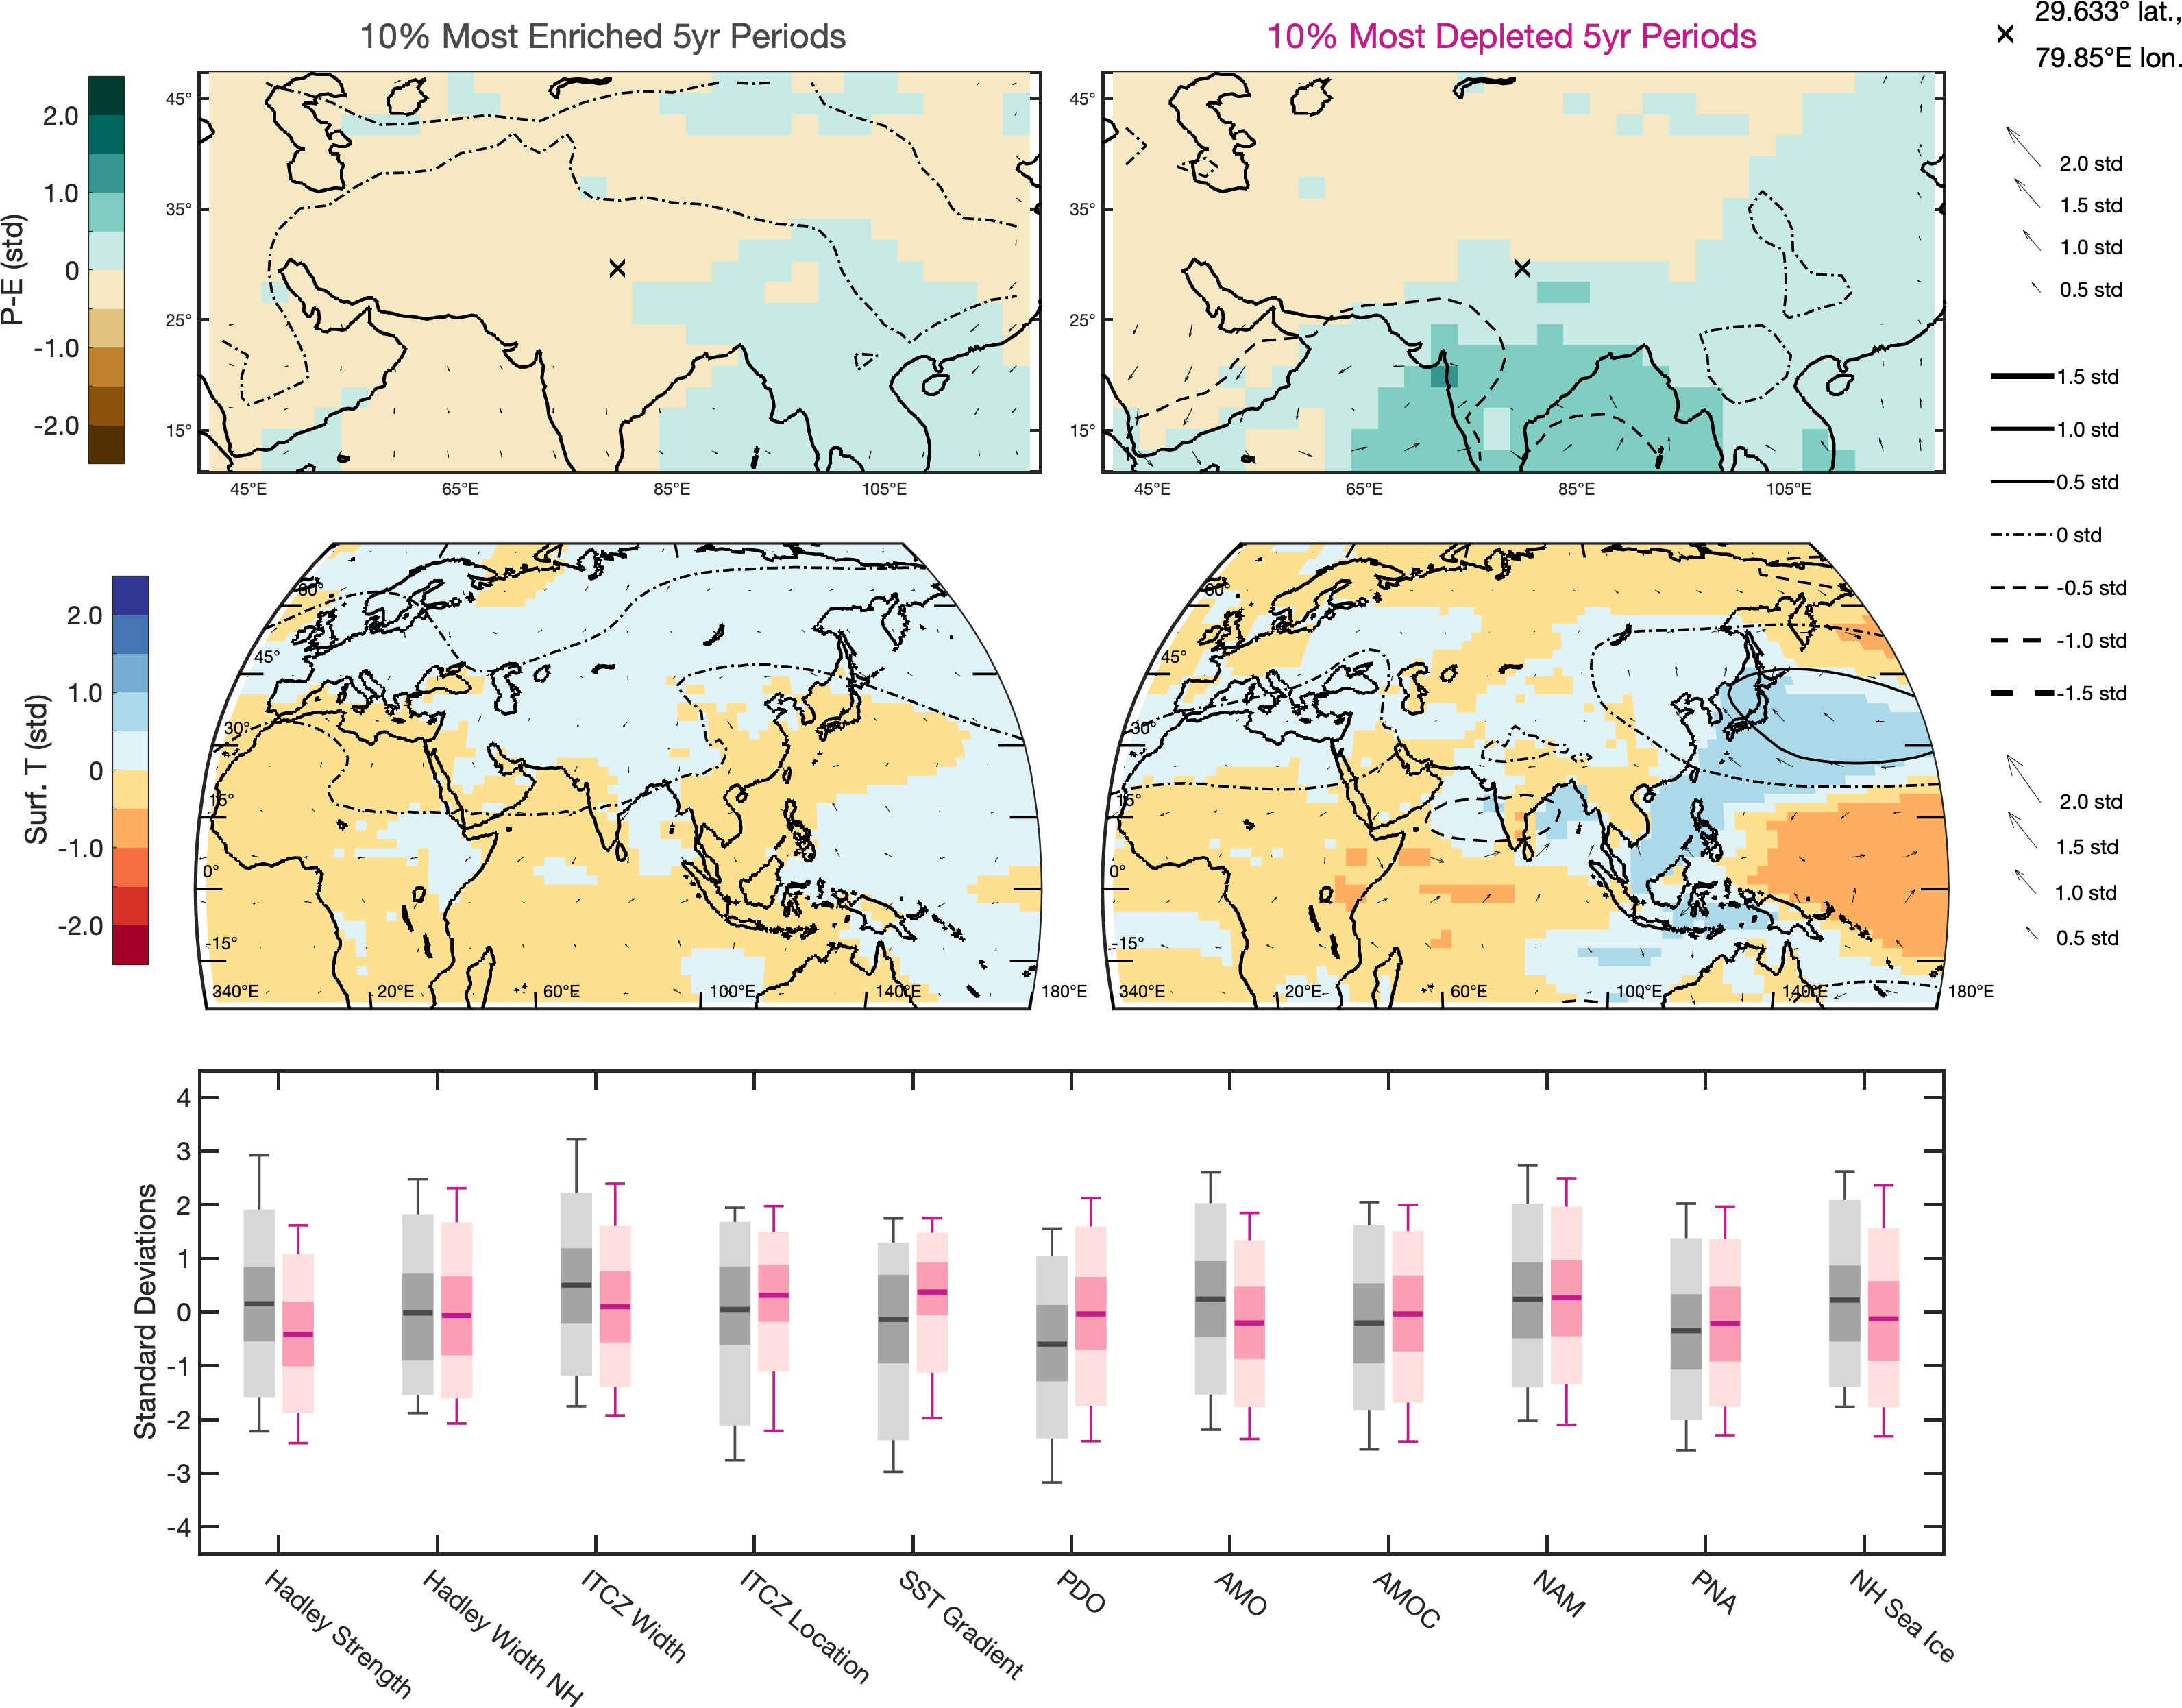 10% Most Enriched 5yr Periods
10% Most Depleted 5yr Periods
29.633° lat.,
79.85°E lon.
P-E (std)
2.0
1.0
0
-1.0
-2.0
45°
35°
25°
15°
45°E 65°E 85°E 105°E
45°
35°
25°
15°
45°E 65°E 85°E 105°E
2.0 std
1.5 std
1.0 std
0.5 std
1.5 std
1.0 std
0.5 std
0 std
-0.5 std
-1.0 std
-1.5 std
Surf. T (std)
2.0
1.0
0
-1.0
-2.0
60°
45°
30°
15°
0°
-15°
340°E 20°E 60°E 100°E 140°E 180°E
60°
45°
30°
15°
0°
-15°
340°E 20°E 60°E 100°E 140°E 180°E
2.0 std
1.5 std
1.0 std
0.5 std
Standard Deviations
4
3
2
1
0
-1
-2
-3
-4
Hadley Strength
Hadley Width NH
ITCZ Width
ITCZ Location
SST Gradient
PDO
AMO
AMOC
NAM
PNA
NH Sea Ice